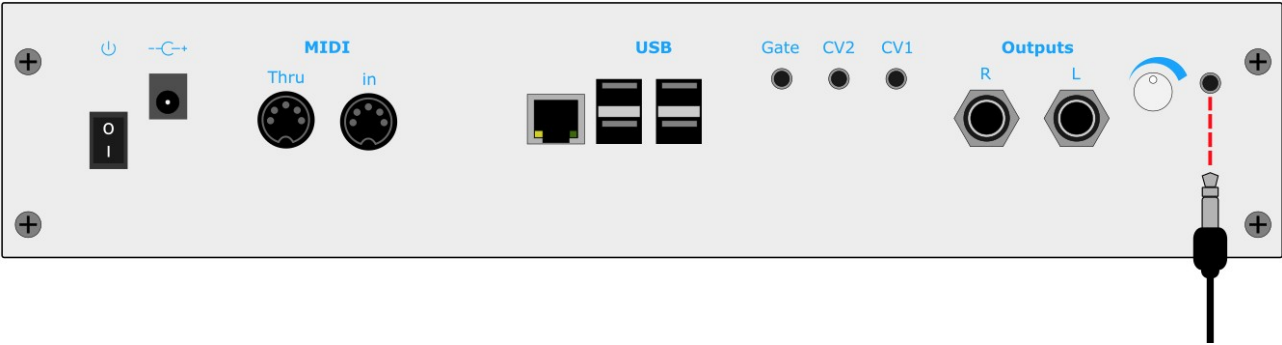 MIDI
USB
Gate CV2 CV1
Outputs
Thru
in
R
L
O
I